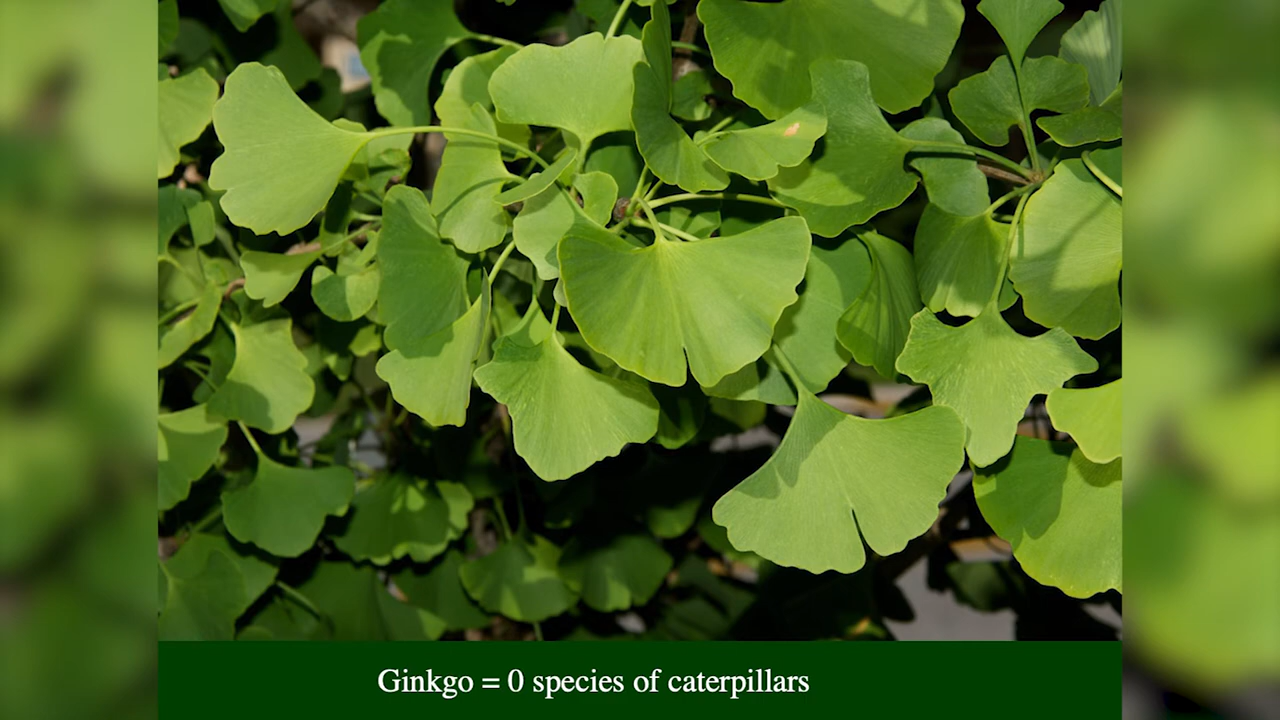 Ginkgo = 0 species of caterpillars